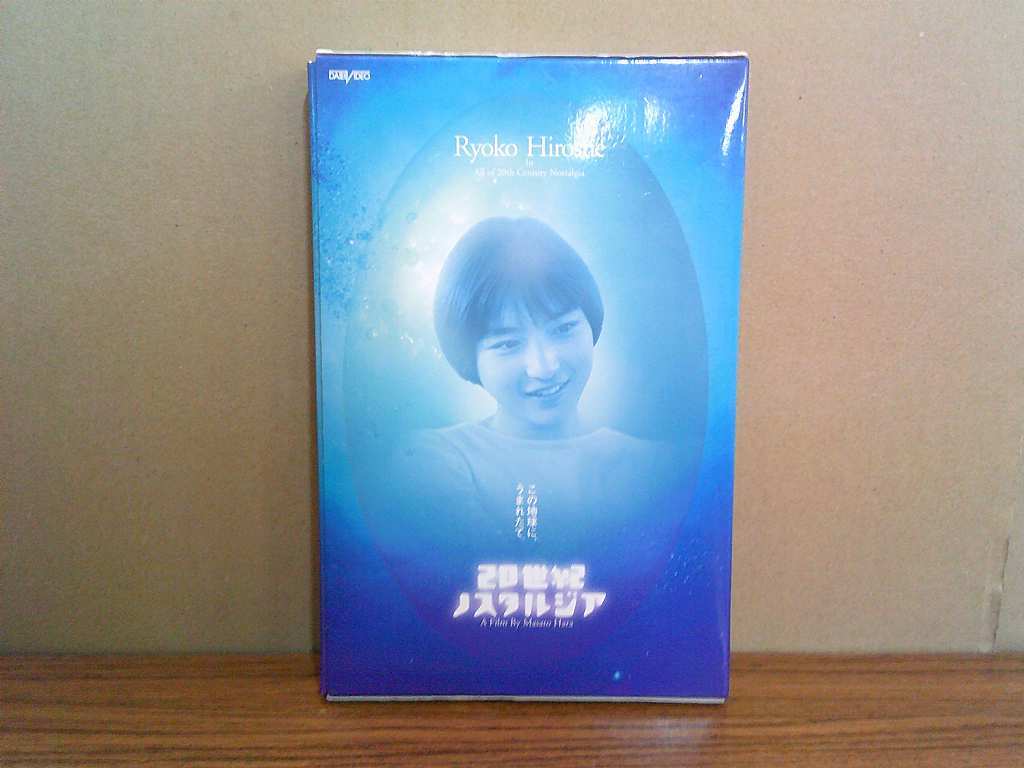 DAIEI VIDEO
Ryoko Hirosue
in
All of 20th Century Nostalgia
この地球に、
うまれたて
20世紀
ノスタルジア
A Film By Masato Hara